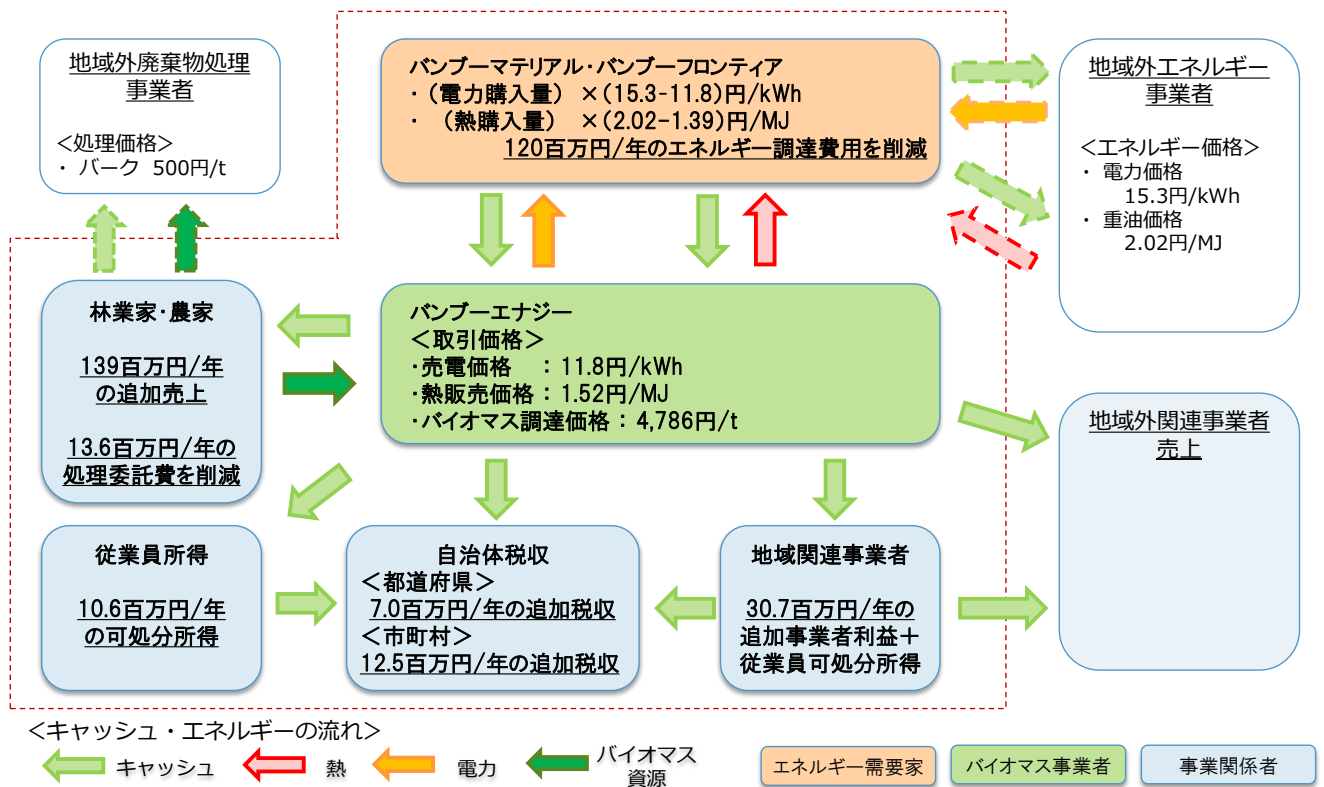 地域外廃棄物処理
事業者
＜処理価格＞
・ バーク 500円/t
バンブーマテリアル・バンブーフロンティア
・（電力購入量） ×(15.3-11.8)円/kWh
・ （熱購入量） ×(2.02-1.39)円/MJ
120百万円/年のエネルギー調達費用を削減
地域外エネルギー
事業者
＜エネルギー価格＞
・ 電力価格
15.3円/kWh
・ 重油価格
2.02円/MJ
林業家・農家
139百万円/年
の追加売上
13.6百万円/年の
処理委託費を削減
バンブーエナジー
＜取引価格＞
・売電価格 ：11.8円/kWh
・熱販売価格：1.52円/MJ
・バイオマス調達価格：4,786円/t
地域外関連事業者
売上
従業員所得
10.6百万円/年
の可処分所得
自治体税収
＜都道府県＞
7.0百万円/年の追加税収
＜市町村＞
12.5百万円/年の追加税収
地域関連事業者
30.7百万円/年の
追加事業者利益＋
従業員可処分所得
＜キャッシュ・エネルギーの流れ＞
キャッシュ
熱
電力
バイオマス
資源
エネルギー需要家
バイオマス事業者
事業関係者